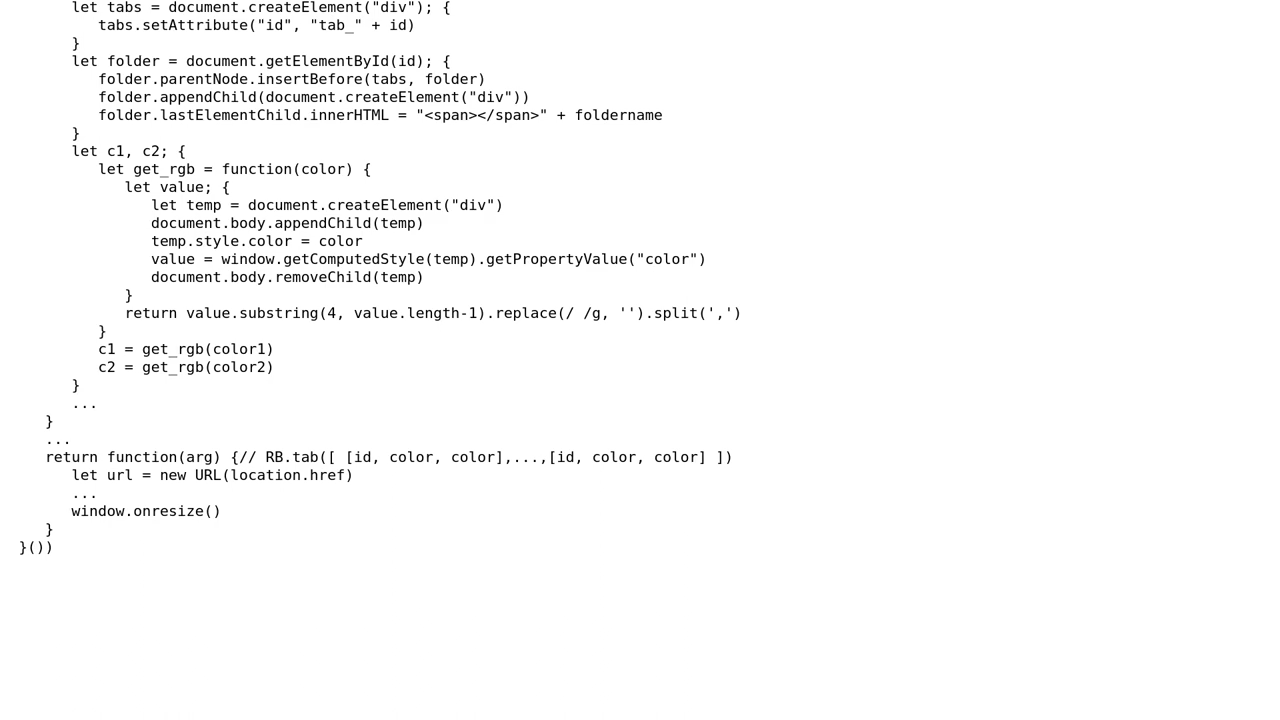 let tabs = document.createElement("div"); {
tabs.setAttribute("id", "tab_" + id)
}
let folder = document.getElementById(id); {
folder.parentNode.insertBefore(tabs, folder)
folder.appendChild(document.createElement("div"))
folder.lastElementChild.innerHTML = "<span></span>" + foldername
}
let c1, c2; {
let get_rgb = function(color) {
let value; {
let temp = document.createElement("div")
document.body.appendChild(temp)
temp.style.color = color
value = window.getComputedStyle(temp).getPropertyValue("color")
document.body.removeChild(temp)
}
return value.substring(4, value.length-1).replace(/ /g, '').split(',')
}
c1 = get_rgb(color1)
c2 = get_rgb(color2)
}
...
}
...
return function(arg) {// RB.tab([ [id, color, color],...,[id, color, color] ])
let url = new URL(location.href)
...
window.onresize()
}
}())